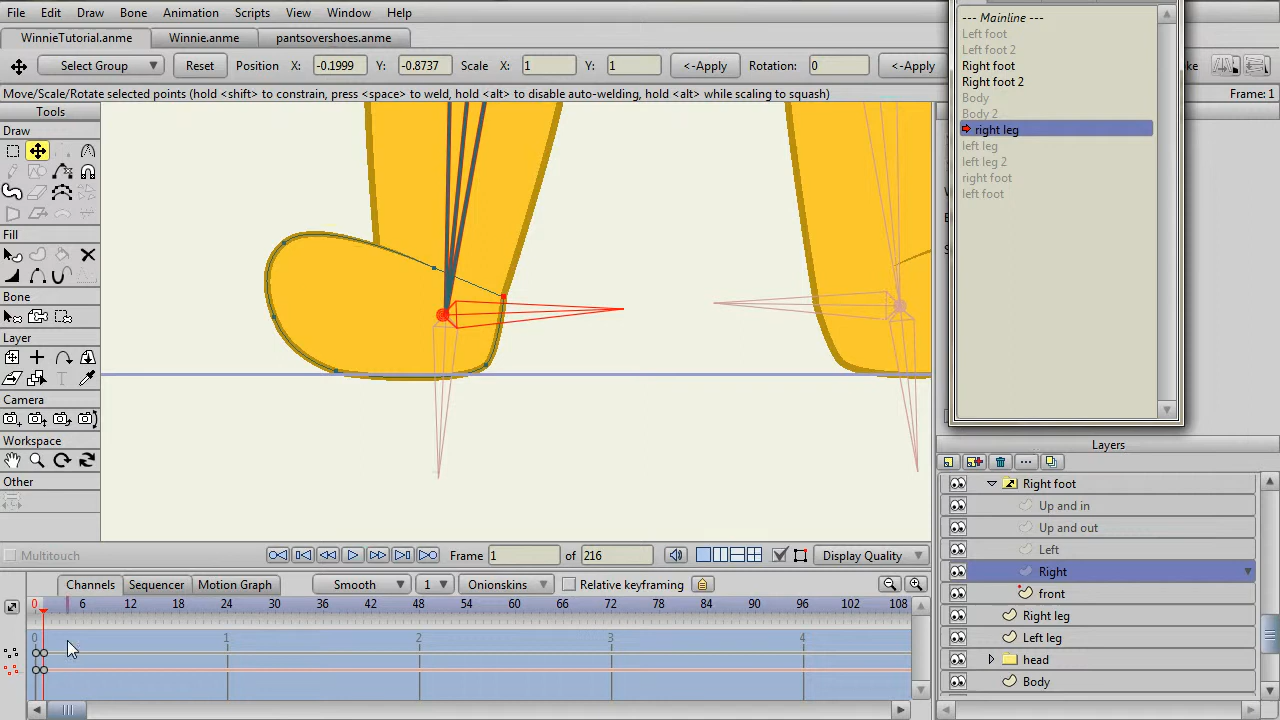 File Edit Draw Bone Animation Scripts View Window Help
WinnieTutorial.anme Winnie.anme pantsovershoes.anme
Select Group Reset Position X: -0.1999 Y: -0.8737 Scale X: 1 Y: 1 <-Apply Rotation: 0 <-Apply
Move/Scale/Rotate selected points (hold <shift> to constrain, press <space> to weld, hold <alt> to disable auto-welding, hold <alt> while scaling to squash) Frame: 1
Tools
Draw
Fill
Bone
Layer
Camera
Workspace
Other
Multitouch
--- Mainline ---
Left foot
Left foot 2
Right foot
Right foot 2
Body
Body 2
right leg
left leg
left leg 2
right foot
left foot
Layers
Right foot
Up and in
Up and out
Left
Right
front
Right leg
Left leg
head
Body
Frame 1 of 216 Display Quality
Channels Sequencer Motion Graph Smooth 1 Onionskins Relative keyframing
0 6 12 18 24 30 36 42 48 54 60 66 72 78 84 90 96 102 108
0 1 2 3 4